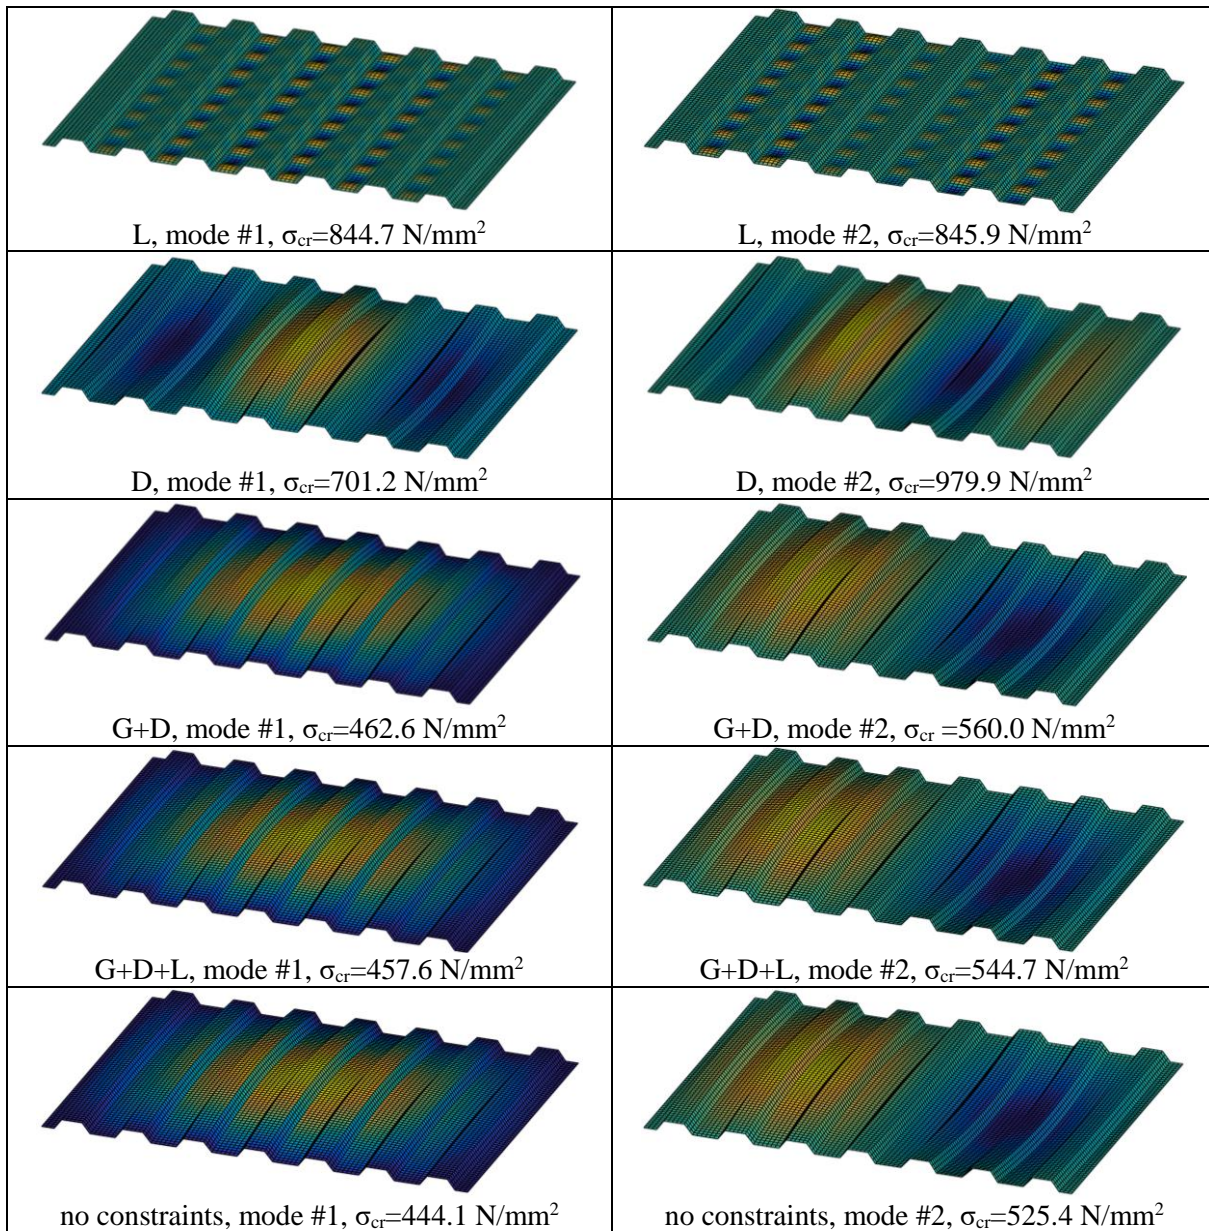 L, mode #1, σcr=844.7 N/mm²
L, mode #2, σcr=845.9 N/mm²
D, mode #1, σcr=701.2 N/mm²
D, mode #2, σcr=979.9 N/mm²
G+D, mode #1, σcr=462.6 N/mm²
G+D, mode #2, σcr =560.0 N/mm²
G+D+L, mode #1, σcr=457.6 N/mm²
G+D+L, mode #2, σcr=544.7 N/mm²
no constraints, mode #1, σcr=444.1 N/mm²
no constraints, mode #2, σcr=525.4 N/mm²